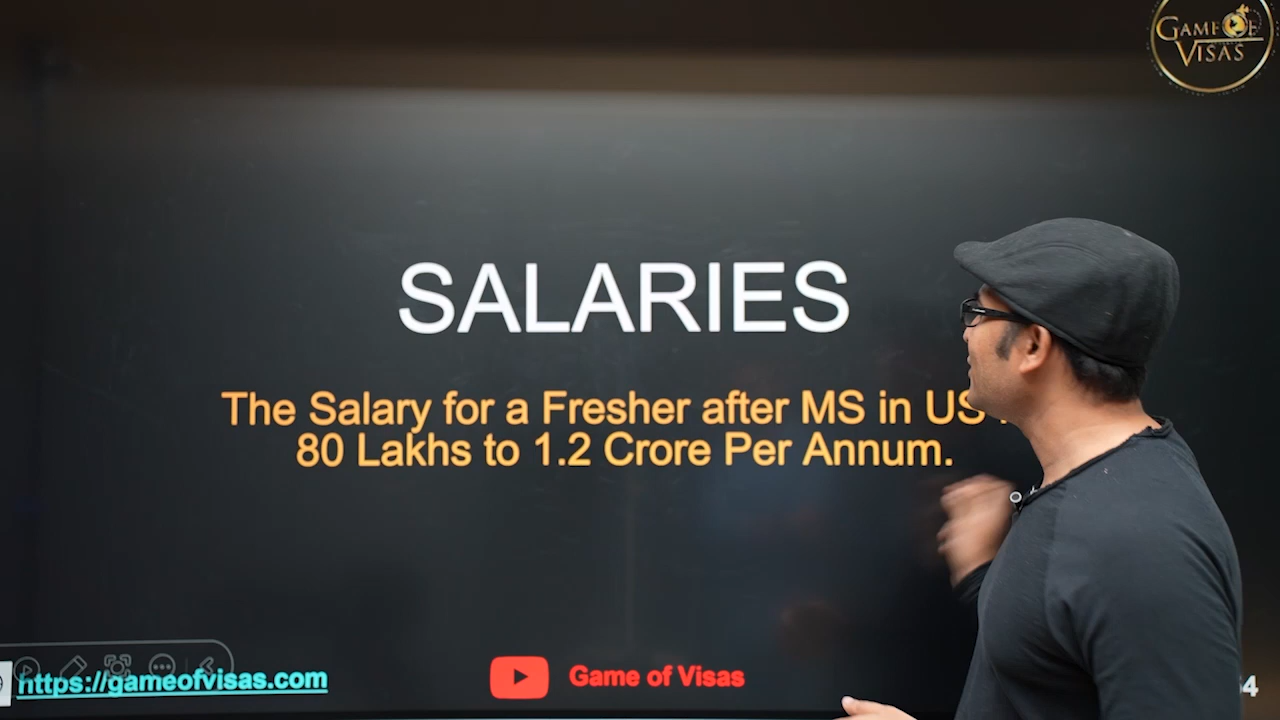 GAME OF
VISAS
SALARIES
The Salary for a Fresher after MS in US
80 Lakhs to 1.2 Crore Per Annum.
https://gameofvisas.com
Game of Visas
4